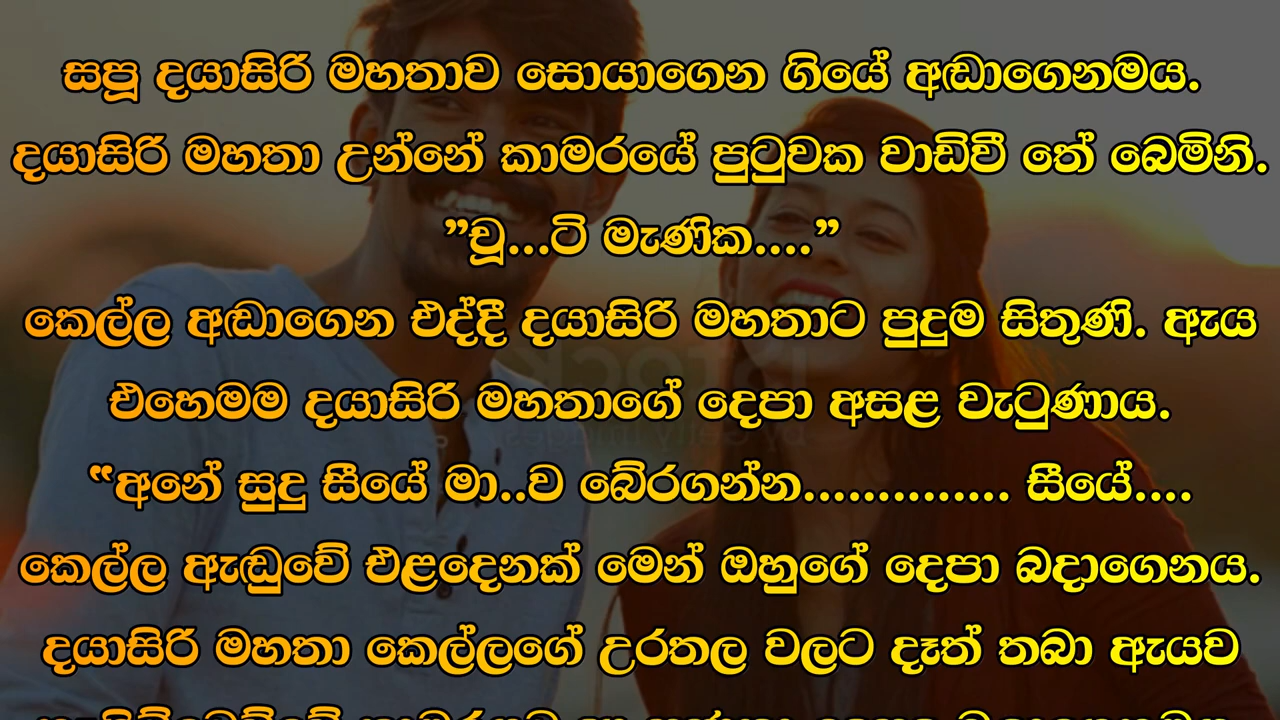 සපූ දයාසිරි මහතාව සොයාගෙන ගියේ අඬාගෙනමය.
දයාසිරි මහතා උන්නේ කාමරයේ පුටුවක වාඩිවී තේ බෙමිනි.
”චූ...ටි මැණික....”
කෙල්ල අඬාගෙන එද්දී දයාසිරි මහතාට පුදුම සිතුණි. ඇය
එහෙමම දයාසිරි මහතාගේ දෙපා අසළ වැටුණාය.
“අනේ සුදු සීයේ මා..ව බේරගන්න.............. සීයේ....
කෙල්ල ඇඬුවේ එළදෙනක් මෙන් ඔහුගේ දෙපා බදාගෙනය.
දයාසිරි මහතා කෙල්ලගේ උරතල වලට දෑත් තබා ඇයව